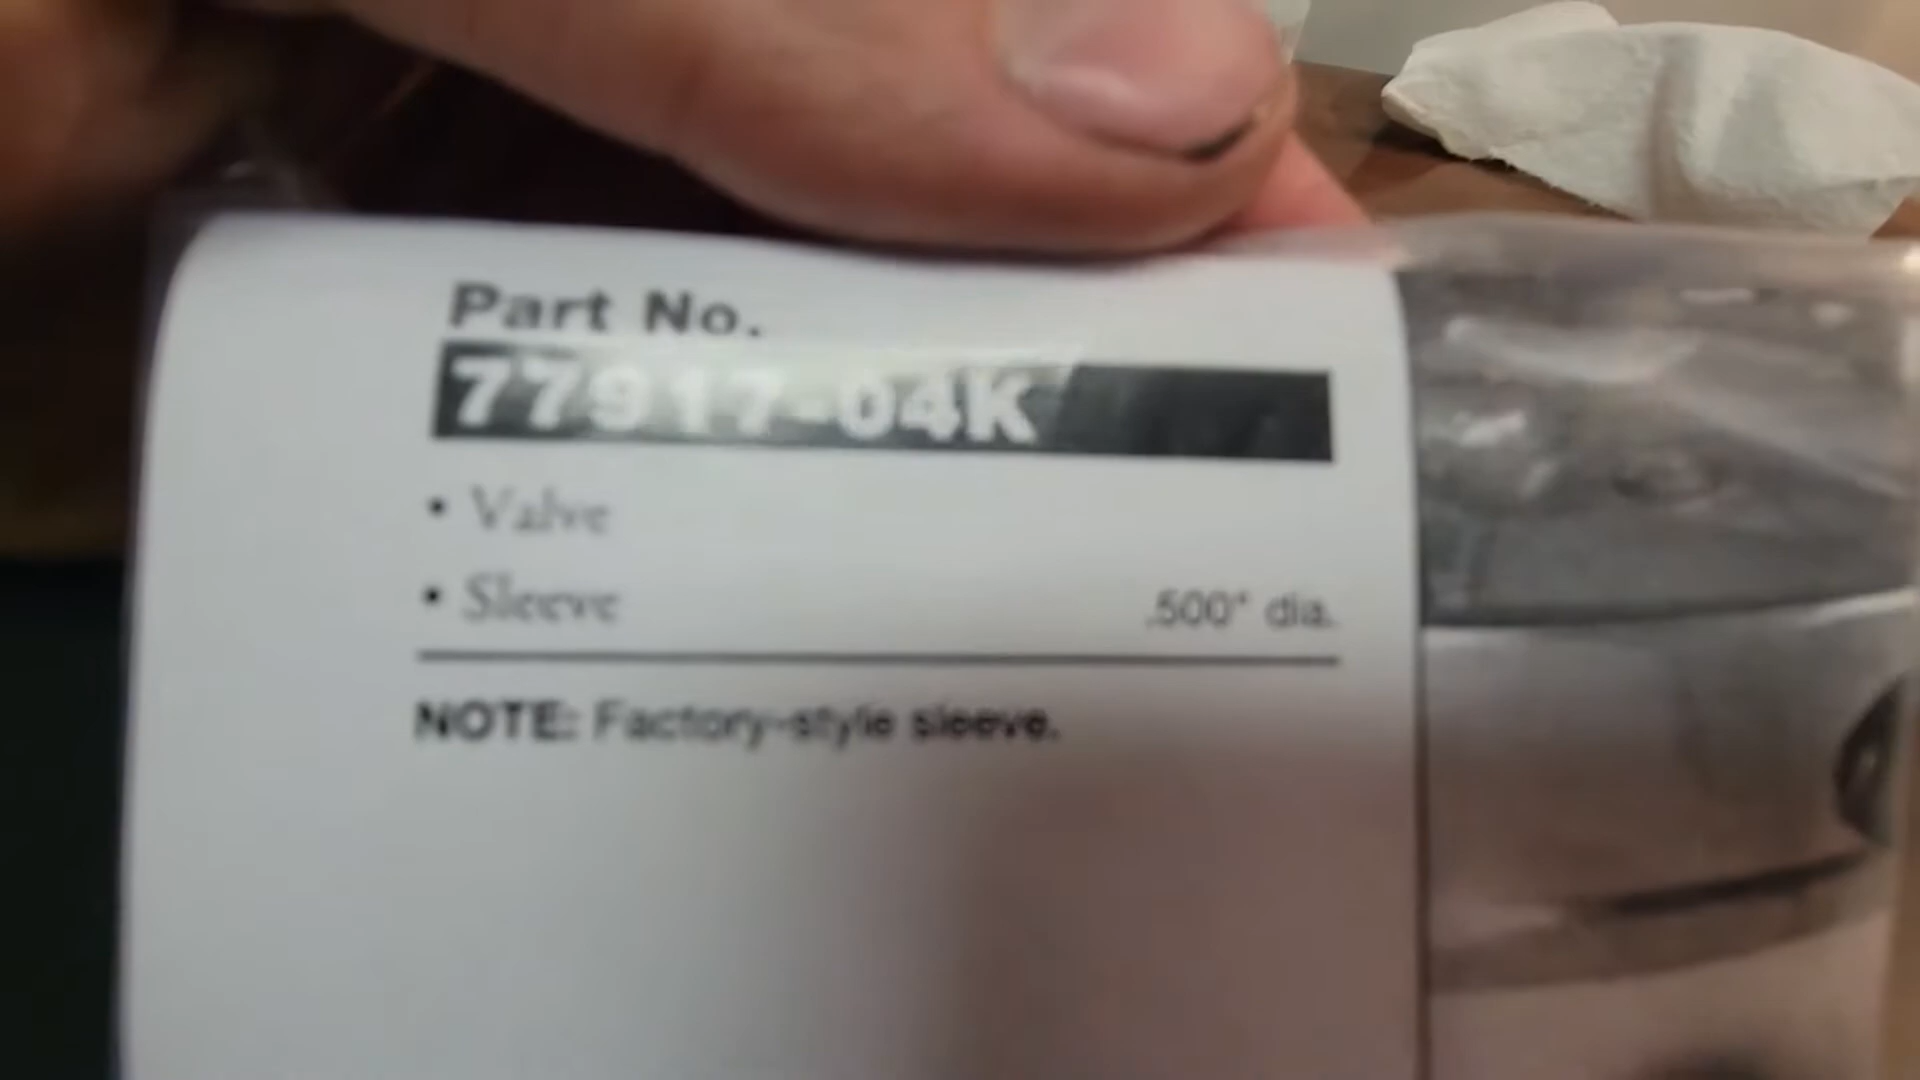 Part No.
77917-04K
• Valve
• Sleeve .500" dia.
NOTE: Factory-style sleeve.